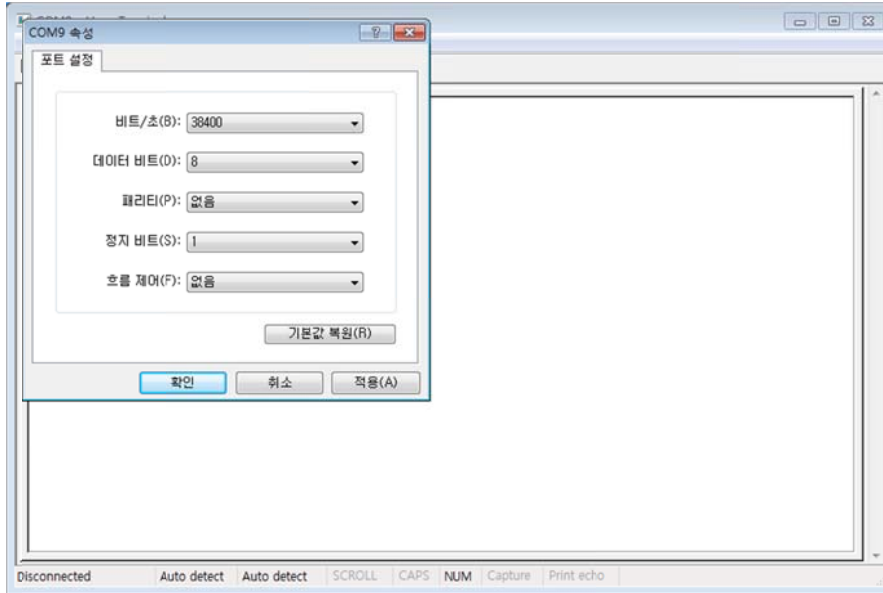 COM9 속성
포트 설정
비트/초(B): 38400
데이터 비트(D): 8
패리티(P): 없음
정지 비트(S): 1
흐름 제어(F): 없음
기본값 복원(R)
확인 취소 적용(A)
Disconnected Auto detect Auto detect SCROLL CAPS NUM Capture Print echo